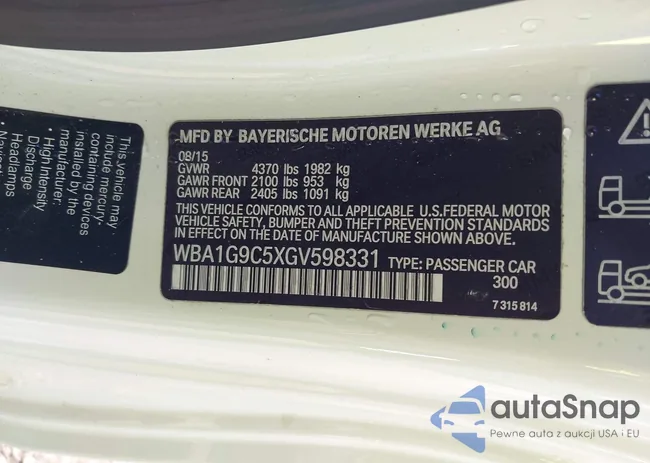 This vehicle may
include mercury-
containing devices
installed by the
manufacturer:
High Intensity
Discharge
Headlamps
MFD BY BAYERISCHE MOTOREN WERKE AG
08/15
GVWR 4370 lbs 1982 kg
GAWR FRONT 2100 lbs 953 kg
GAWR REAR 2405 lbs 1091 kg
THIS VEHICLE CONFORMS TO ALL APPLICABLE U.S.FEDERAL MOTOR
VEHICLE SAFETY, BUMPER, AND THEFT PREVENTION STANDARDS
IN EFFECT ON THE DATE OF MANUFACTURE SHOWN ABOVE.
WBA1G9C5XGV598331 TYPE: PASSENGER CAR
300
7 315 814
autaSnap
Pewne auta z aukcji USA i EU